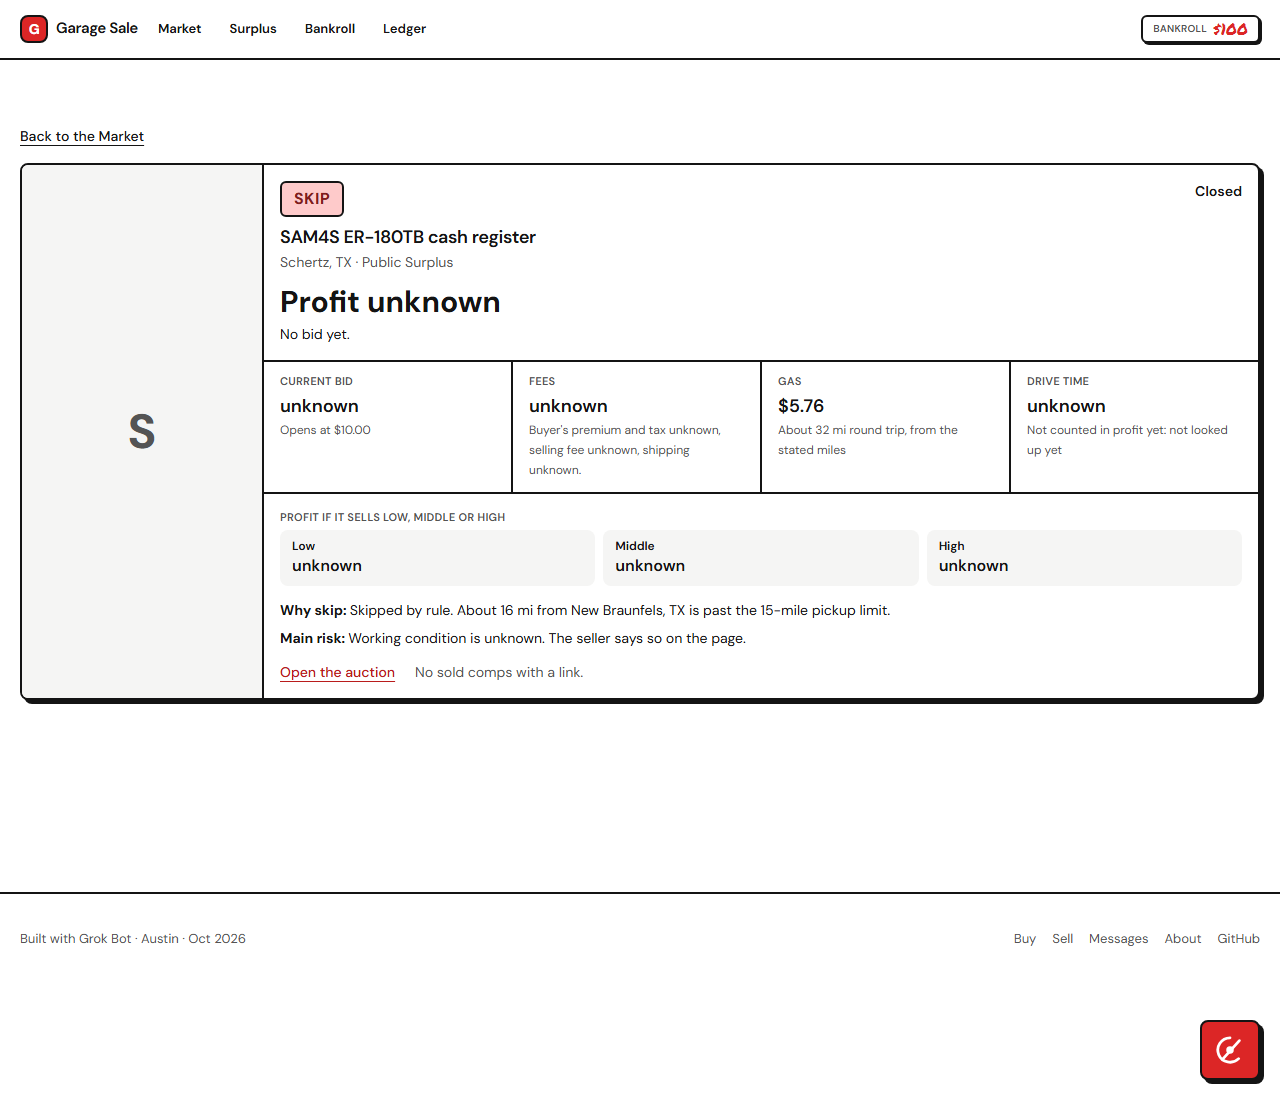 G Garage Sale Market Surplus Bankroll Ledger BANKROLL $100
Back to the Market
S
SKIP
Closed
SAM4S ER-180TB cash register
Schertz, TX · Public Surplus
Profit unknown
No bid yet.
CURRENT BID
unknown
Opens at $10.00
FEES
unknown
Buyer's premium and tax unknown,
selling fee unknown, shipping
unknown.
GAS
$5.76
About 32 mi round trip, from the
stated miles
DRIVE TIME
unknown
Not counted in profit yet: not looked
up yet
PROFIT IF IT SELLS LOW, MIDDLE OR HIGH
Low
unknown
Middle
unknown
High
unknown
Why skip: Skipped by rule. About 16 mi from New Braunfels, TX is past the 15-mile pickup limit.
Main risk: Working condition is unknown. The seller says so on the page.
Open the auction No sold comps with a link.
Built with Grok Bot · Austin · Oct 2026
Buy Sell Messages About GitHub